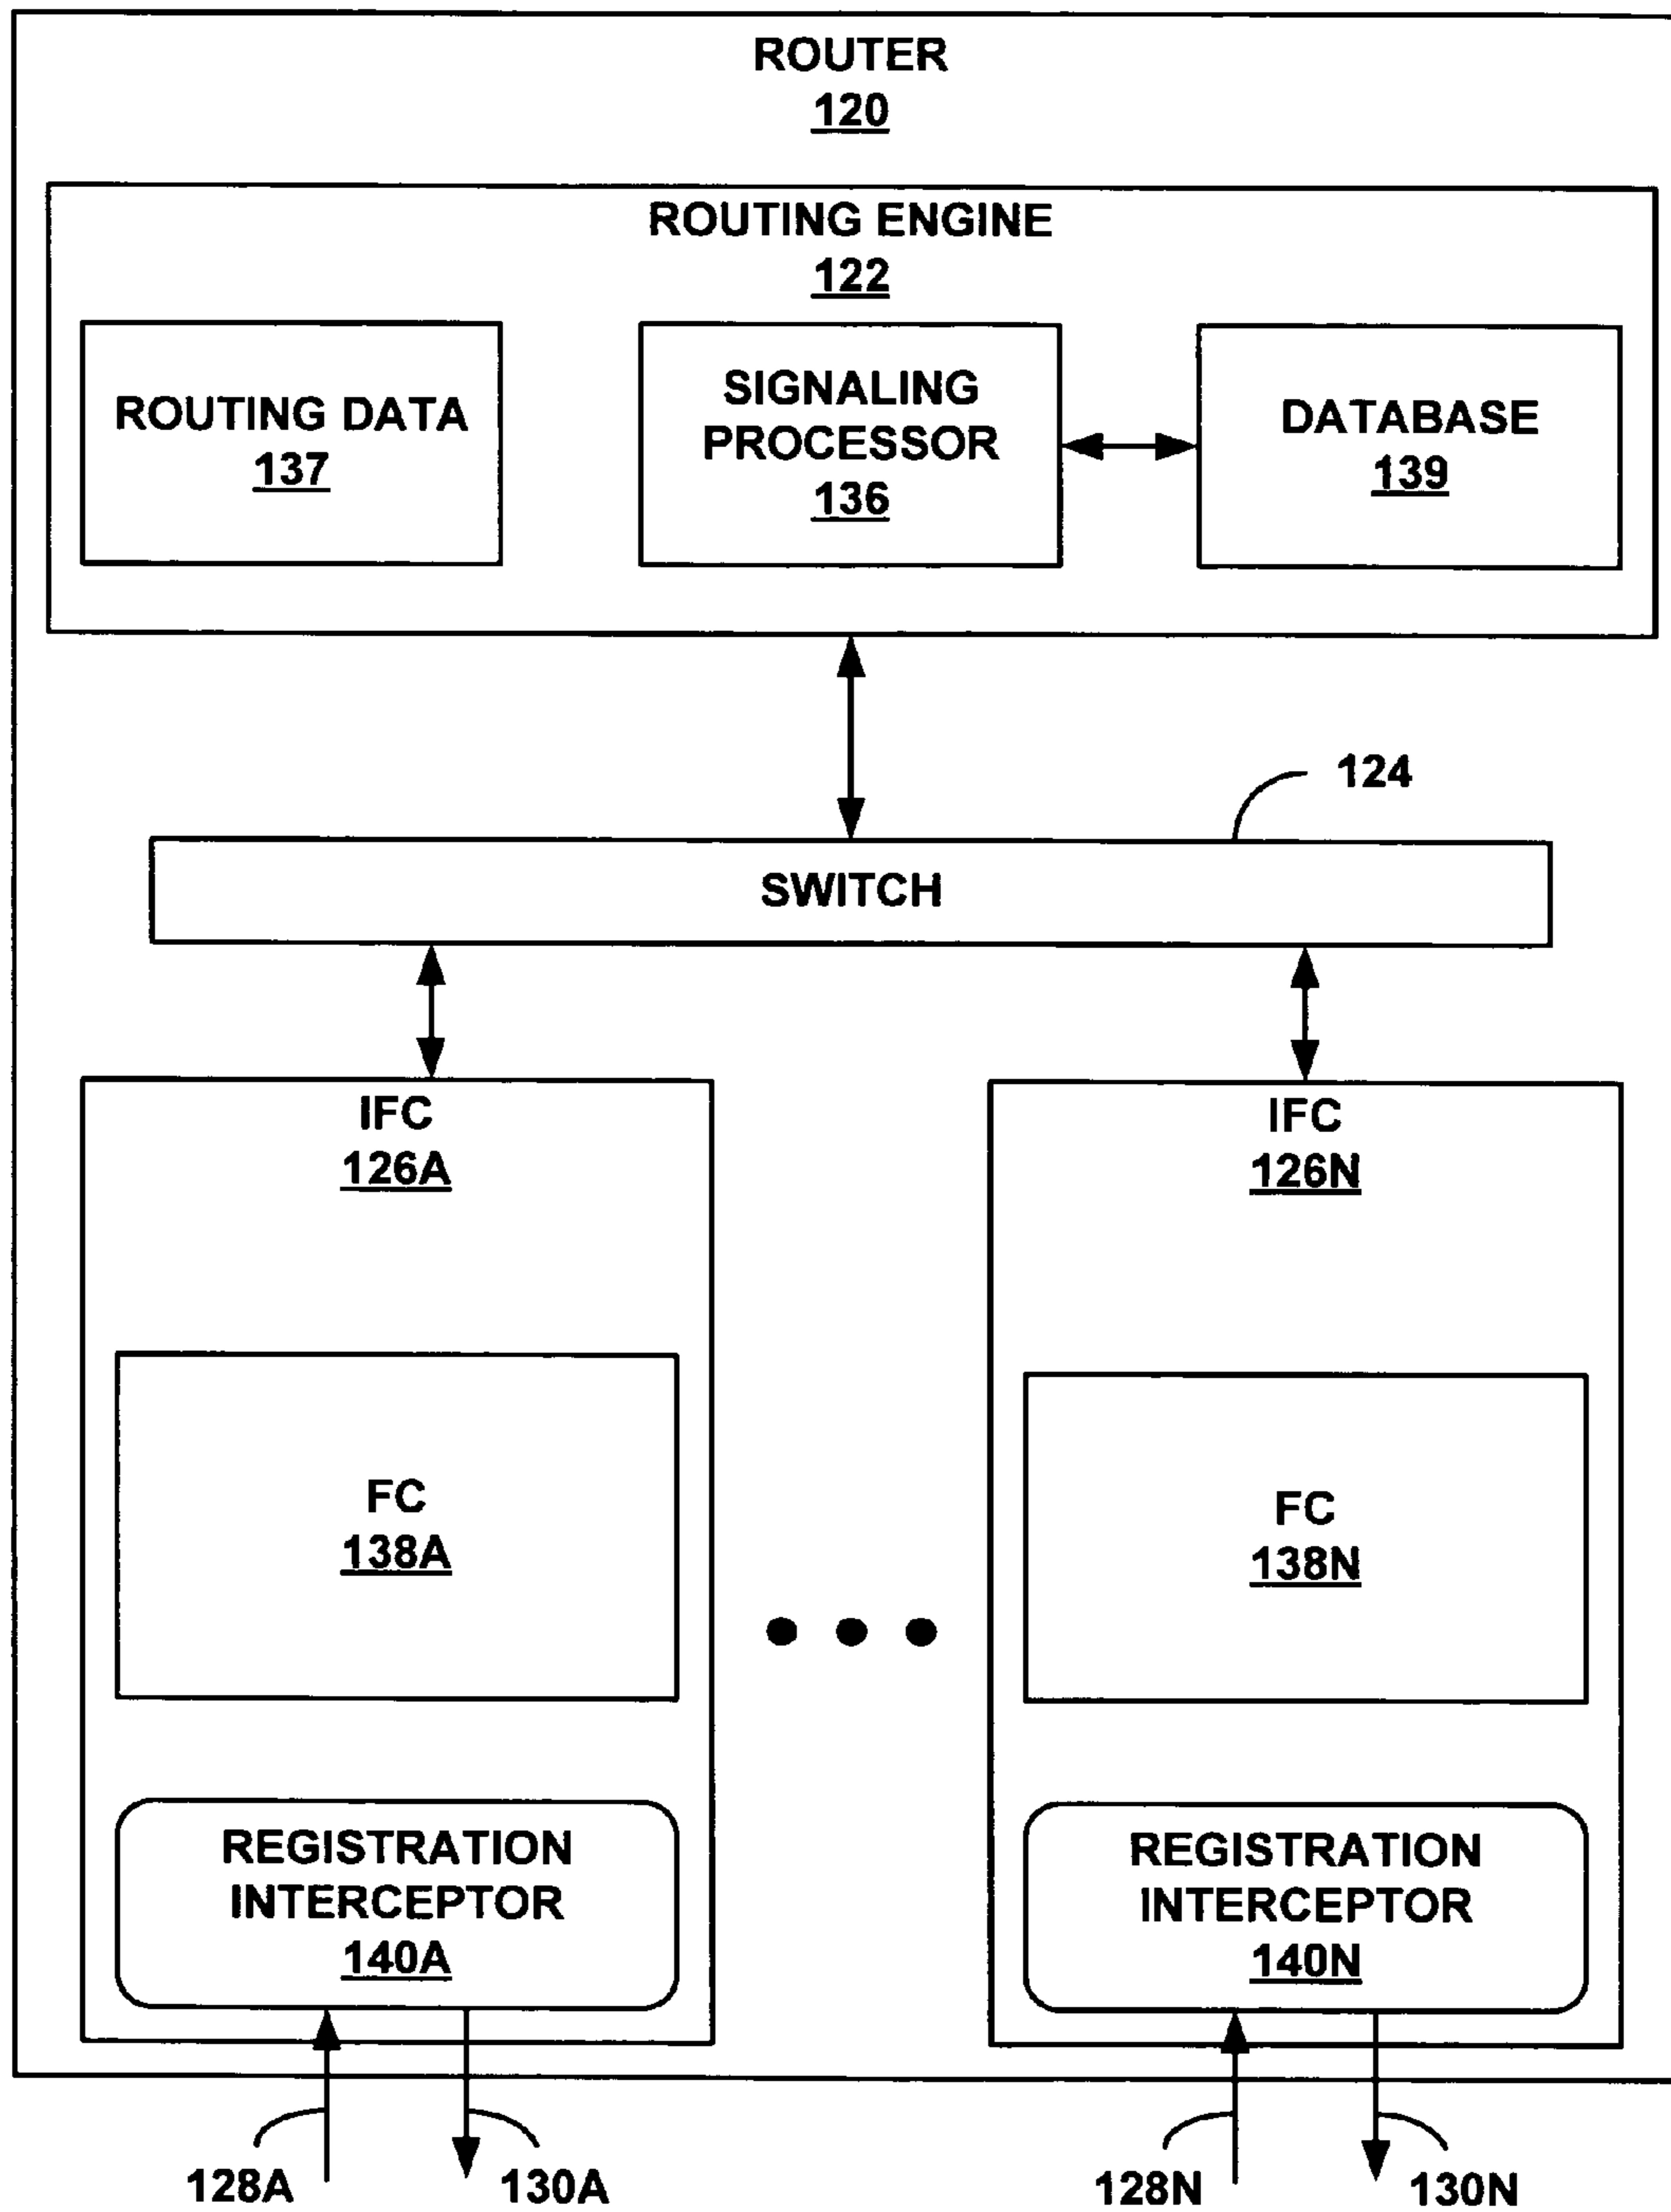 ROUTER
120
ROUTING ENGINE
122
ROUTING DATA
137
SIGNALING
PROCESSOR
136
DATABASE
139
124
SWITCH
IFC
126A
FC
138A
REGISTRATION
INTERCEPTOR
140A
IFC
126N
FC
138N
REGISTRATION
INTERCEPTOR
140N
128A
130A
128N
130N